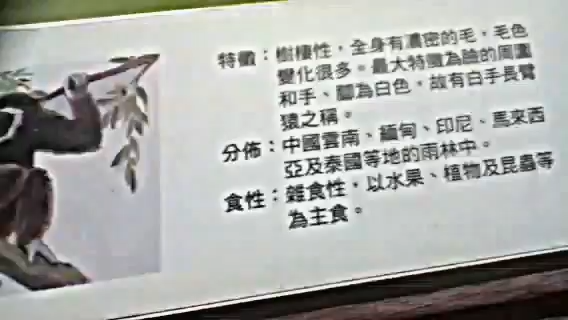 特徵：樹棲性，全身有濃密的毛，毛色
變化很多。最大特徵為臉的周圍
和手、腳為白色，故有白手長臂
猿之稱。
分佈：中國雲南、緬甸、印尼、馬來西
亞及泰國等地的雨林中。
食性：雜食性，以水果、植物及昆蟲等
為主食。